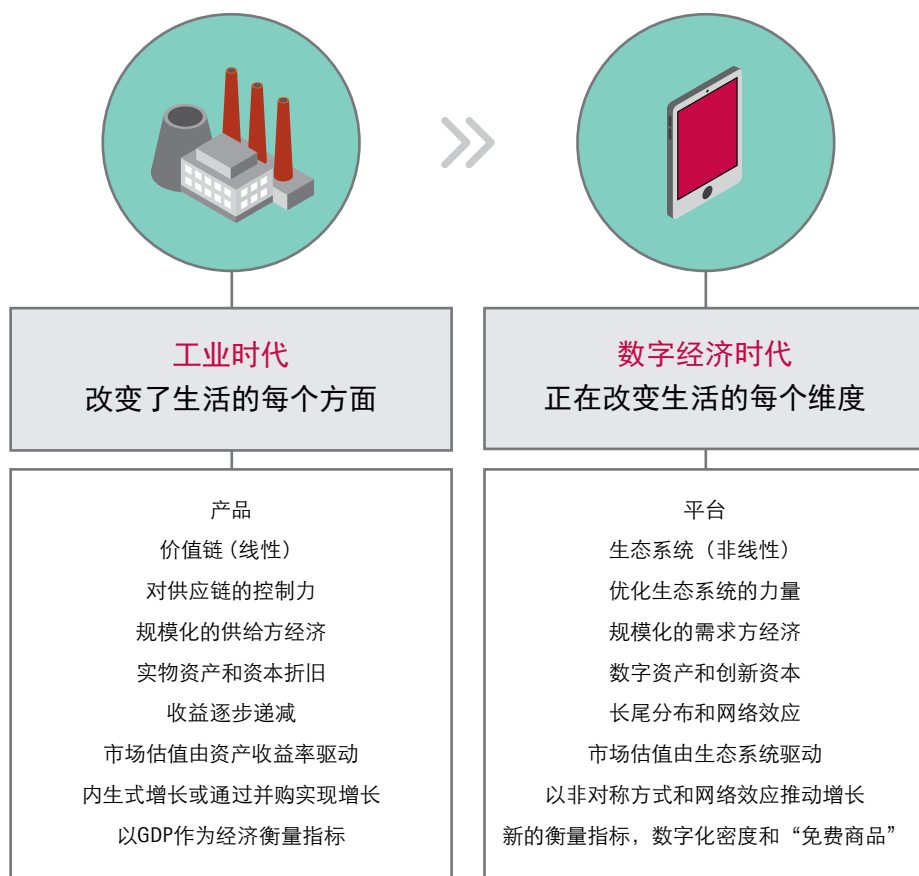 工业时代
改变了生活的每个方面
产品
价值链（线性）
对供应链的控制力
规模化的供给方经济
实物资产和资本折旧
收益逐步递减
市场估值由资产收益率驱动
内生式增长或通过并购实现增长
以GDP作为经济衡量指标
数字经济时代
正在改变生活的每个维度
平台
生态系统（非线性）
优化生态系统的力量
规模化的需求方经济
数字资产和创新资本
长尾分布和网络效应
市场估值由生态系统驱动
以非对称方式和网络效应推动增长
新的衡量指标，数字化密度和“免费商品”